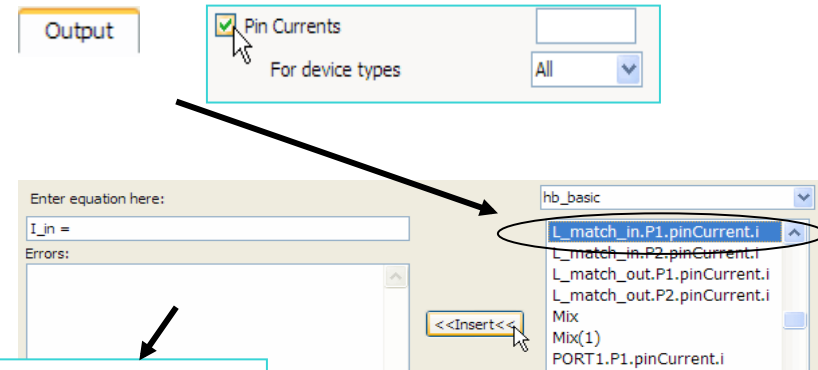 Output
Pin Currents
For device types
All
Enter equation here:
hb_basic
I_in =
L_match_in.P1.pinCurrent.i
Errors:
L_match_in.P2.pinCurrent.i
L_match_out.P1.pinCurrent.i
L_match_out.P2.pinCurrent.i
<<Insert<<
Mix
Mix(1)
PORT1.P1.pinCurrent.i